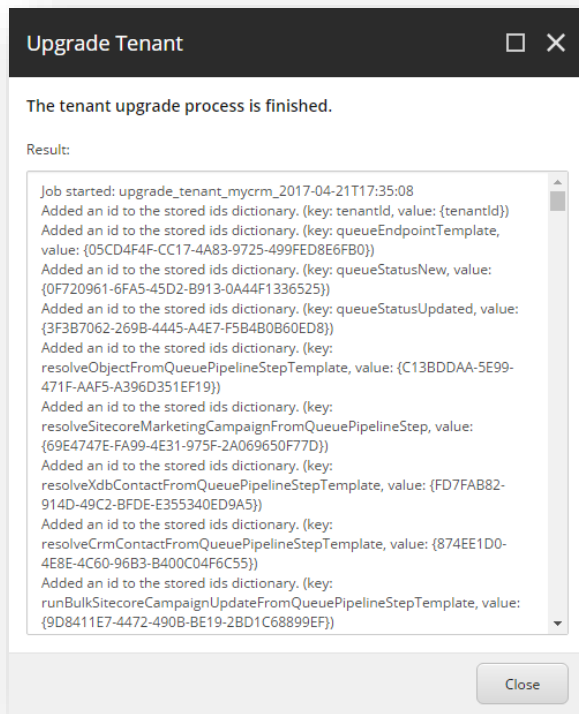 Upgrade Tenant
The tenant upgrade process is finished.
Result:
Job started: upgrade_tenant_mycrm_2017-04-21T17:35:08
Added an id to the stored ids dictionary. (key: tenantId, value: {tenantId})
Added an id to the stored ids dictionary. (key: queueEndpointTemplate,
value: {05CD4F4F-CC17-4A83-9725-499FED8E6FB0})
Added an id to the stored ids dictionary. (key: queueStatusNew, value:
{0F720961-6FA5-45D2-B913-0A44F1336525})
Added an id to the stored ids dictionary. (key: queueStatusUpdated, value:
{3F3B7062-269B-4445-A4E7-F5B4B0B60ED8})
Added an id to the stored ids dictionary. (key:
resolveObjectFromQueuePipelineStepTemplate, value: {C13BDDAA-5E99-
471F-AAF5-A396D351EF19})
Added an id to the stored ids dictionary. (key:
resolveSitecoreMarketingCampaignFromQueuePipelineStep, value:
{69E4747E-FA99-4E31-975F-2A069650F77D})
Added an id to the stored ids dictionary. (key:
resolveXdbContactFromQueuePipelineStepTemplate, value: {FD7FAB82-
914D-49C2-BFDE-E355340ED9A5})
Added an id to the stored ids dictionary. (key:
resolveCrmContactFromQueuePipelineStepTemplate, value: {874EE1D0-
4E8E-4C60-96B3-B400C04F6C55})
Added an id to the stored ids dictionary. (key:
runBulkSitecoreCampaignUpdateFromQueuePipelineStepTemplate, value:
{9D8411E7-4472-490B-BE19-2BD1C68899EF})
Close